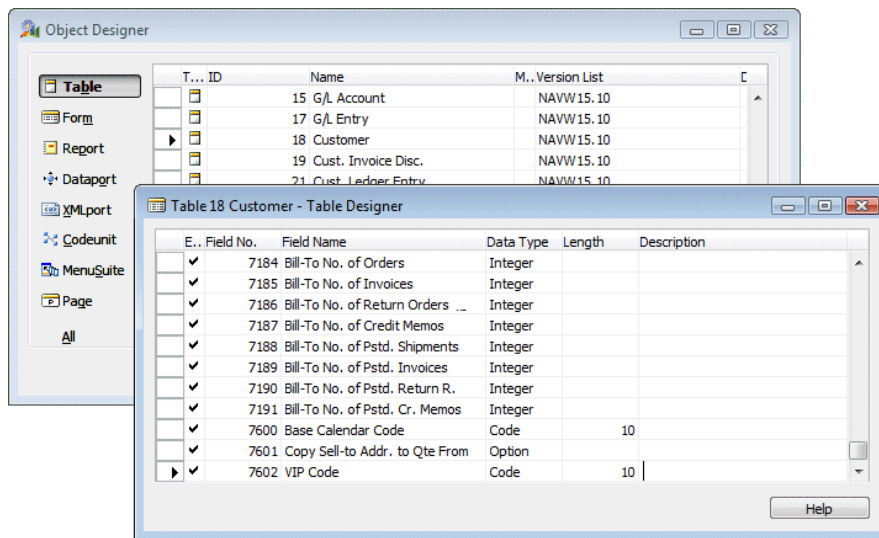 Object Designer
T... ID Name M.. Version List D
Table
15 G/L Account NAVW15.10
Form
17 G/L Entry NAVW15.10
18 Customer NAVW15.10
Report
19 Cust. Invoice Disc. NAVW15.10
Dataport
21 Cust. Ledger Entry NAVW15.10
XMLport
Codeunit
MenuSuite
Page
All
Table 18 Customer - Table Designer
E.. Field No. Field Name Data Type Length Description
7184 Bill-To No. of Orders Integer
7185 Bill-To No. of Invoices Integer
7186 Bill-To No. of Return Orders ... Integer
7187 Bill-To No. of Credit Memos Integer
7188 Bill-To No. of Pstd. Shipments Integer
7189 Bill-To No. of Pstd. Invoices Integer
7190 Bill-To No. of Pstd. Return R. Integer
7191 Bill-To No. of Pstd. Cr. Memos Integer
7600 Base Calendar Code Code 10
7601 Copy Sell-to Addr. to Qte From Option
7602 VIP Code Code 10
Help